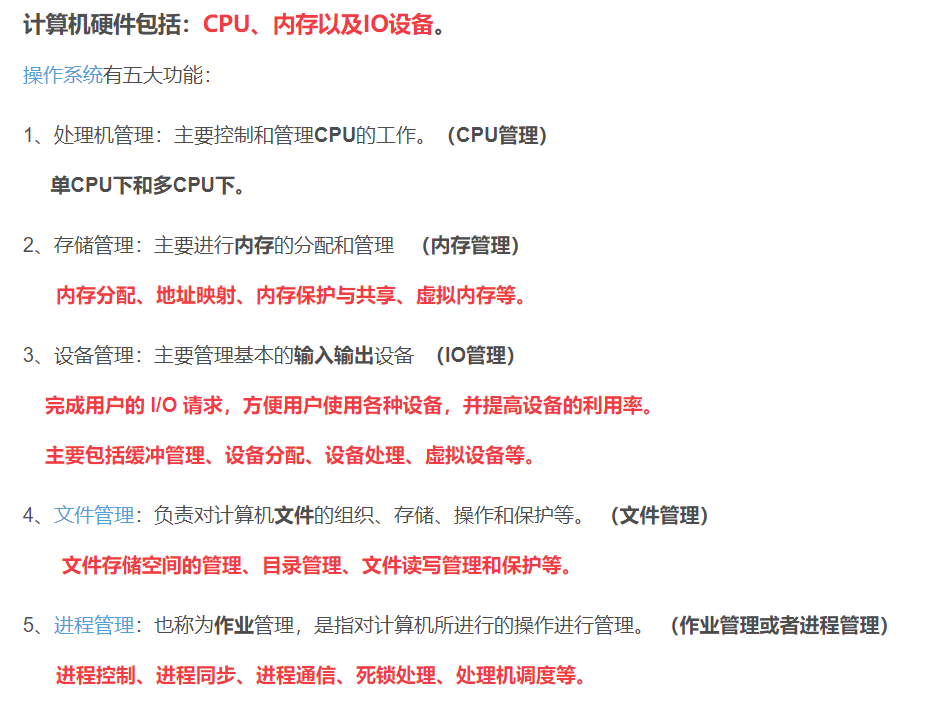 计算机硬件包括：CPU、内存以及IO设备。
操作系统有五大功能：
1、处理机管理：主要控制和管理CPU的工作。（CPU管理）
单CPU下和多CPU下。
2、存储管理：主要进行内存的分配和管理 （内存管理）
内存分配、地址映射、内存保护与共享、虚拟内存等。
3、设备管理：主要管理基本的输入输出设备 （IO管理）
完成用户的 I/O 请求，方便用户使用各种设备，并提高设备的利用率。
主要包括缓冲管理、设备分配、设备处理、虚拟设备等。
4、文件管理：负责对计算机文件的组织、存储、操作和保护等。 （文件管理）
文件存储空间的管理、目录管理、文件读写管理和保护等。
5、进程管理：也称为作业管理，是指对计算机所进行的操作进行管理。 （作业管理或者进程管理）
进程控制、进程同步、进程通信、死锁处理、处理机调度等。